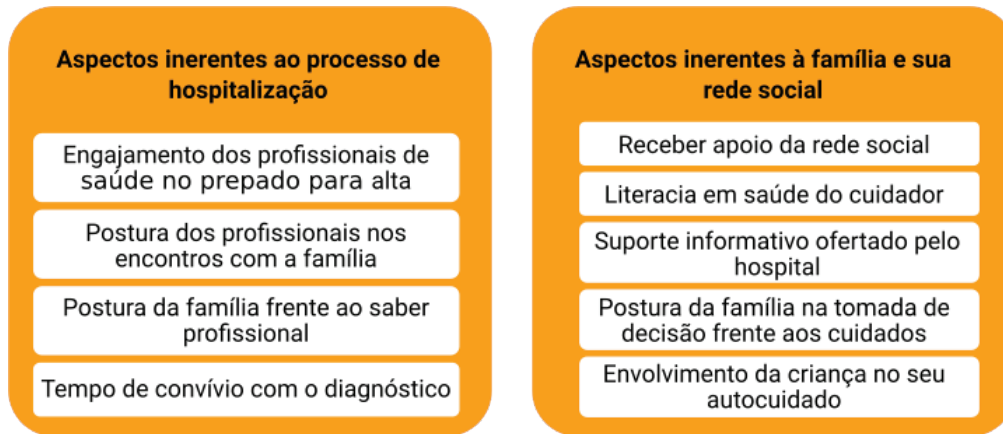 Aspectos inerentes ao processo de
hospitalização
Engajamento dos profissionais de
saúde no prepado para alta
Postura dos profissionais nos
encontros com a família
Postura da família frente ao saber
profissional
Tempo de convívio com o diagnóstico
Aspectos inerentes à família e sua
rede social
Receber apoio da rede social
Literacia em saúde do cuidador
Suporte informativo ofertado pelo
hospital
Postura da família na tomada de
decisão frente aos cuidados
Envolvimento da criança no seu
autocuidado